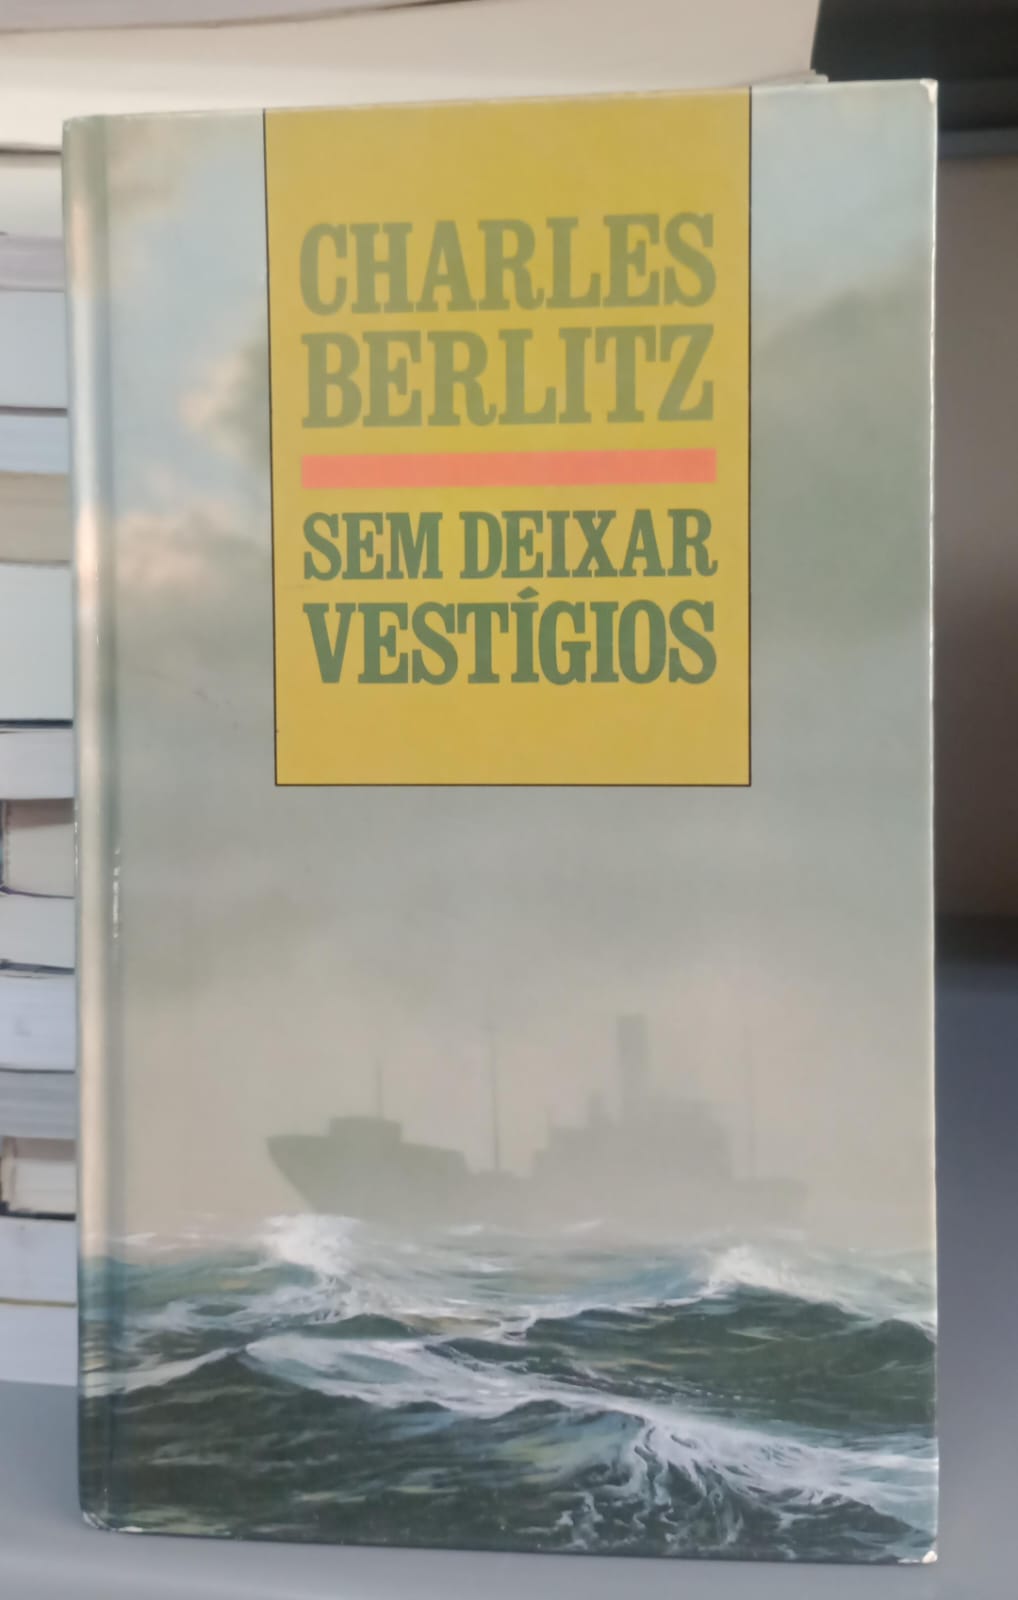 CHARLES
BERLITZ
SEM DEIXAR
VESTÍGIOS